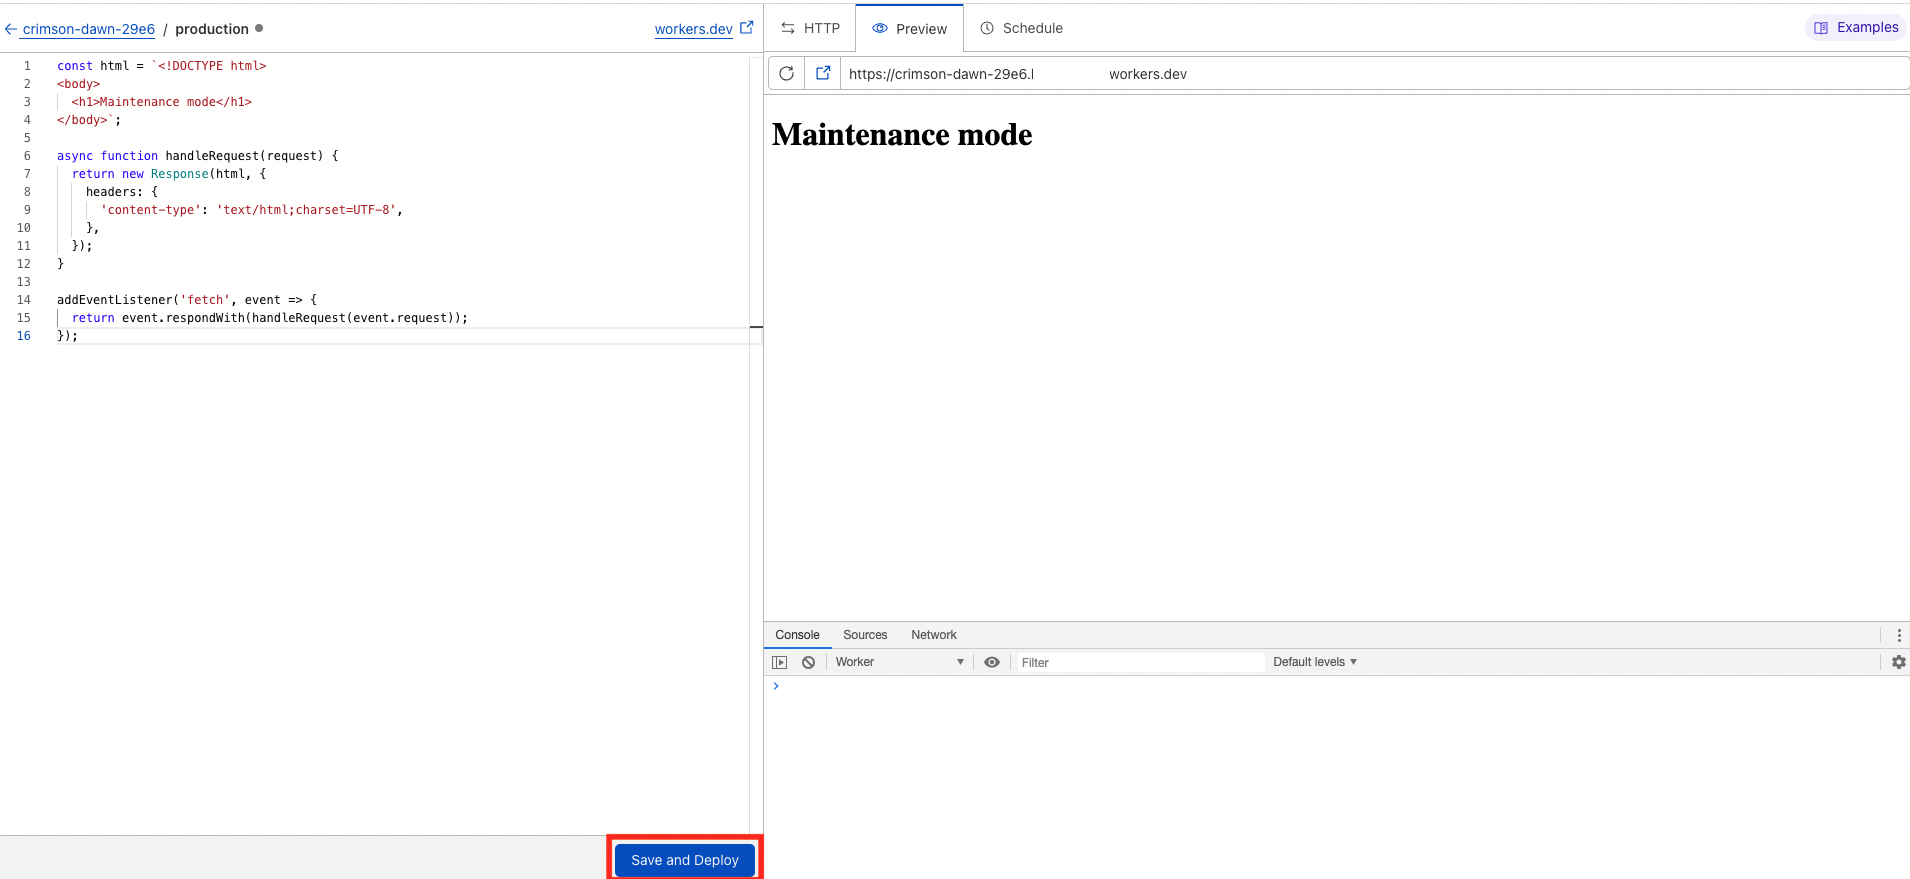 crimson-dawn-29e6 / production
workers.dev
1 const html = `<!DOCTYPE html>
2 <body>
3 <h1>Maintenance mode</h1>
4 </body>`;
5
6 async function handleRequest(request) {
7 return new Response(html, {
8 headers: {
9 'content-type': 'text/html;charset=UTF-8',
10 },
11 });
12 }
13
14 addEventListener('fetch', event => {
15 return event.respondWith(handleRequest(event.request));
16 });
Save and Deploy
HTTP Preview Schedule Examples
https://crimson-dawn-29e6. workers.dev
Maintenance mode
Console Sources Network
Worker Filter Default levels